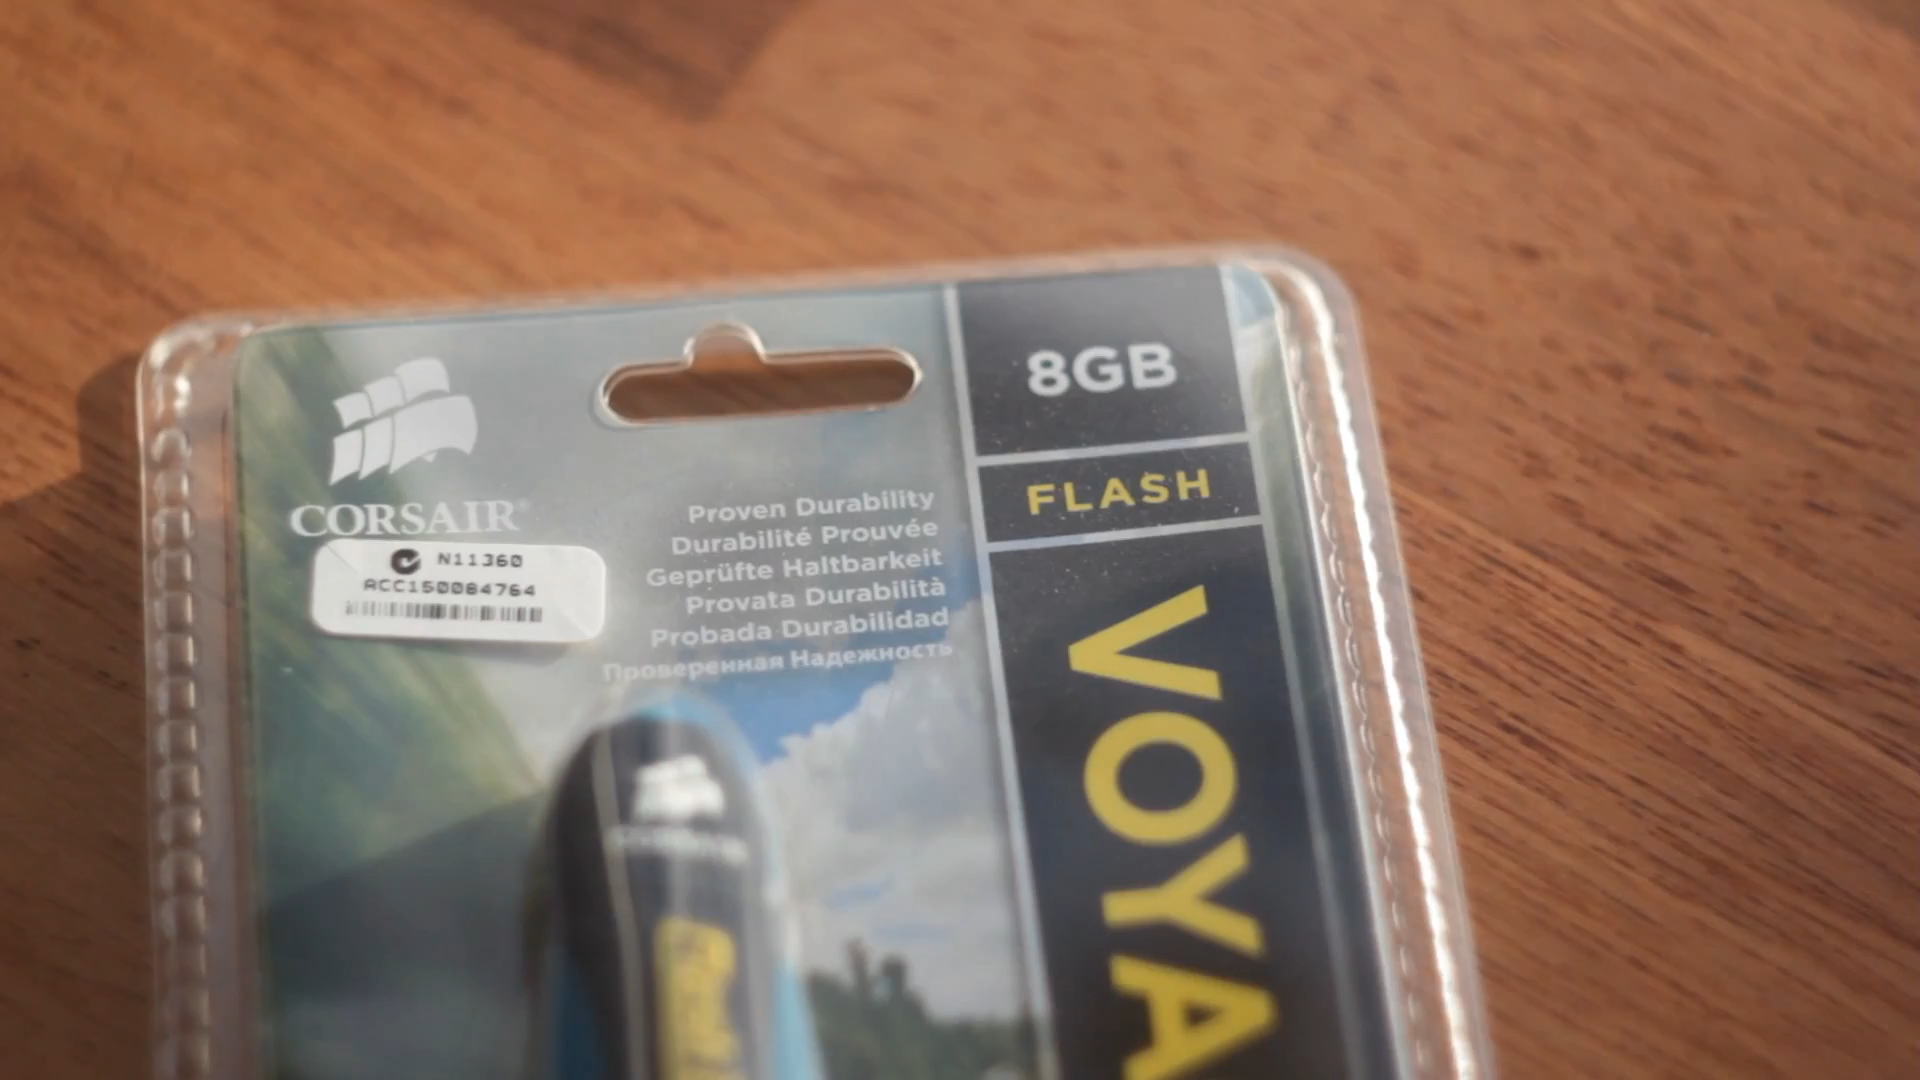 CORSAIR®
N11360
ACC150084764
Proven Durability
Durabilité Prouvée
Geprüfte Haltbarkeit
Provata Durabilità
Probada Durabilidad
Проверенная Надежность
8GB
FLASH
VOYA